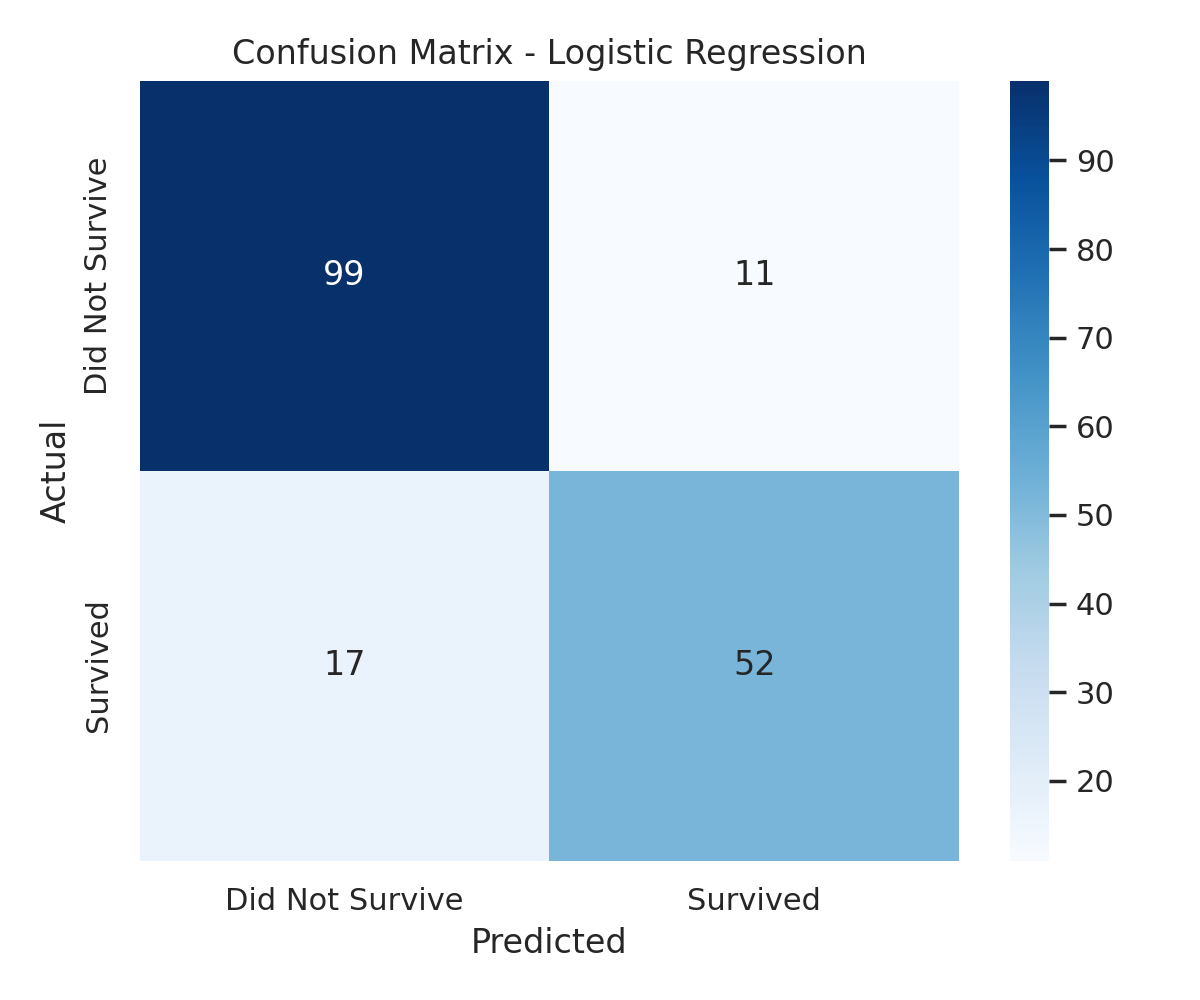 Confusion Matrix - Logistic Regression
Did Not Survive
Survived
Actual
99
11
17
52
Did Not Survive
Survived
Predicted
90
80
70
60
50
40
30
20